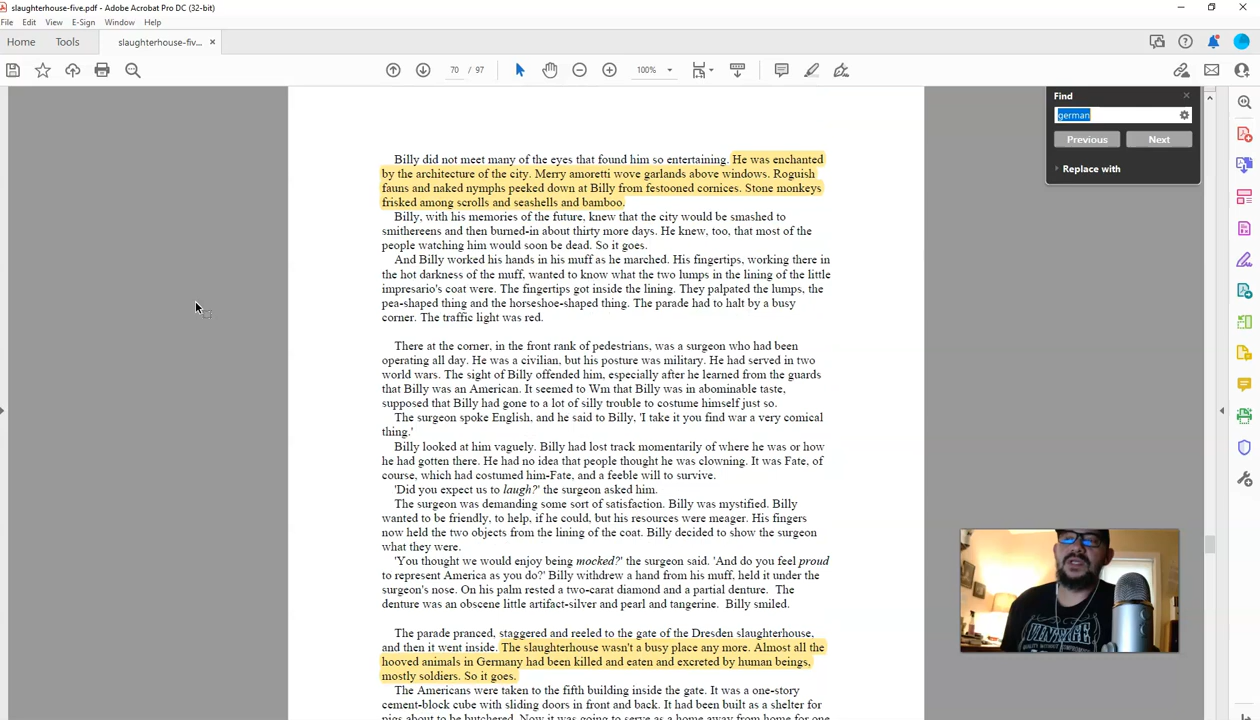 slaughterhouse-five.pdf - Adobe Acrobat Pro DC (32-bit)
File Edit View E-Sign Window Help
Home Tools slaughterhouse-fiv... ×
70 / 97 100%
Find
german
Previous Next
Replace with
Billy did not meet many of the eyes that found him so entertaining. He was enchanted
by the architecture of the city. Merry amoretti wove garlands above windows. Roguish
fauns and naked nymphs peeked down at Billy from festooned cornices. Stone monkeys
frisked among scrolls and seashells and bamboo.
Billy, with his memories of the future, knew that the city would be smashed to
smithereens and then burned-in about thirty more days. He knew, too, that most of the
people watching him would soon be dead. So it goes.
And Billy worked his hands in his muff as he marched. His fingertips, working there in
the hot darkness of the muff, wanted to know what the two lumps in the lining of the little
impresario's coat were. The fingertips got inside the lining. They palpated the lumps, the
pea-shaped thing and the horseshoe-shaped thing. The parade had to halt by a busy
corner. The traffic light was red.
There at the corner, in the front rank of pedestrians, was a surgeon who had been
operating all day. He was a civilian, but his posture was military. He had served in two
world wars. The sight of Billy offended him, especially after he learned from the guards
that Billy was an American. It seemed to Wm that Billy was in abominable taste,
supposed that Billy had gone to a lot of silly trouble to costume himself just so.
The surgeon spoke English, and he said to Billy, 'I take it you find war a very comical
thing.'
Billy looked at him vaguely. Billy had lost track momentarily of where he was or how
he had gotten there. He had no idea that people thought he was clowning. It was Fate, of
course, which had costumed him-Fate, and a feeble will to survive.
'Did you expect us to laugh?' the surgeon asked him.
The surgeon was demanding some sort of satisfaction. Billy was mystified. Billy
wanted to be friendly, to help, if he could, but his resources were meager. His fingers
now held the two objects from the lining of the coat. Billy decided to show the surgeon
what they were.
'You thought we would enjoy being mocked?' the surgeon said. 'And do you feel proud
to represent America as you do?' Billy withdrew a hand from his muff, held it under the
surgeon's nose. On his palm rested a two-carat diamond and a partial denture. The
denture was an obscene little artifact-silver and pearl and tangerine. Billy smiled.
The parade pranced, staggered and reeled to the gate of the Dresden slaughterhouse,
and then it went inside. The slaughterhouse wasn't a busy place any more. Almost all the
hooved animals in Germany had been killed and eaten and excreted by human beings,
mostly soldiers. So it goes.
The Americans were taken to the fifth building inside the gate. It was a one-story
cement-block cube with sliding doors in front and back. It had been built as a shelter for
pigs about to be butchered. Now it was going to serve as a home away from home for one
VINTAGE